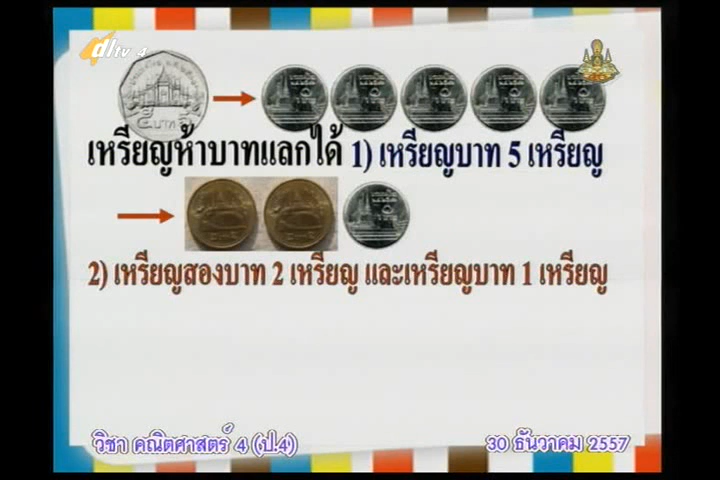 dltv 4
เหรียญห้าบาทแลกได้ 1) เหรียญบาท 5 เหรียญ
2) เหรียญสองบาท 2 เหรียญ และเหรียญบาท 1 เหรียญ
วิชา คณิตศาสตร์ 4 (ป.4)
30 ธันวาคม 2557